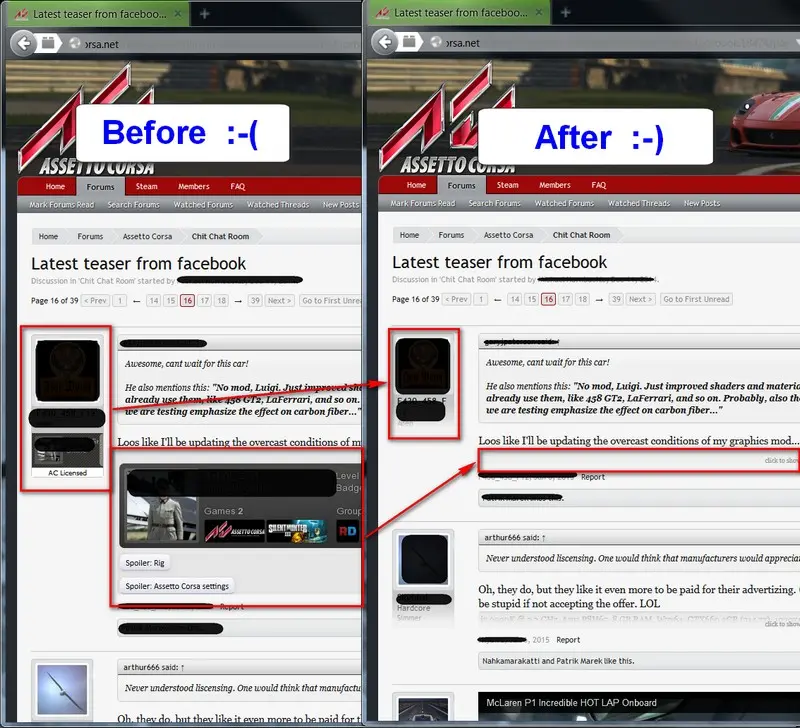 Latest teaser from faceboo...
orsa.net
Before :-(
ASSETTO CORSA
Home Forums Steam Members FAQ
Mark Forums Read Search Forums Watched Forums Watched Threads New Posts
Home Forums Assetto Corsa Chit Chat Room
Latest teaser from facebook
Discussion in 'Chit Chat Room' started by
Page 16 of 39 < Prev 1 ← 14 15 16 17 18 → 39 Next > Go to First Unrea
Awesome, cant wait for this car!
He also mentions this: "No mod, Luigi. Just improved sha
already use them, like 458 GT2, LaFerrari, and so on.
we are testing emphasize the effect on carbon fiber..."
Loos like I'll be updating the overcast conditions of m
AC Licensed
Level
Badge
Games 2
Group
ASSETTO CORSA
SILENT HUNTER III
RD
Spoiler: Rig
Spoiler: Assetto Corsa settings
Report
arthur666 said: ↑
Never understood liscensing. One would think that manufactu
Oh, they do, but they like it even more to be paid for t
Latest teaser from faceboo...
orsa.net
After :-)
ASSETTO CORSA
Home Forums Steam Members FAQ
Mark Forums Read Search Forums Watched Forums Watched Threads New Posts
Home Forums Assetto Corsa Chit Chat Room
Latest teaser from facebook
Discussion in 'Chit Chat Room' started by
Page 16 of 39 < Prev 1 ← 14 15 16 17 18 → 39 Next > Go to First Unread
Awesome, cant wait for this car!
He also mentions this: "No mod, Luigi. Just improved shaders and materia
already use them, like 458 GT2, LaFerrari, and so on. Probably, also th
we are testing emphasize the effect on carbon fiber..."
Loos like I'll be updating the overcast conditions of my graphics mod...
click to sho
Report
arthur666 said: ↑
Never understood liscensing. One would think that manufacturers would apprecia
Oh, they do, but they like it even more to be paid for their advertizing.
be stupid if not accepting the offer. LOL
Hardcore
Simmer
click to sho
, 2015 Report
Nahkamarakatti and Patrik Marek like this.
McLaren P1 Incredible HOT LAP Onboard